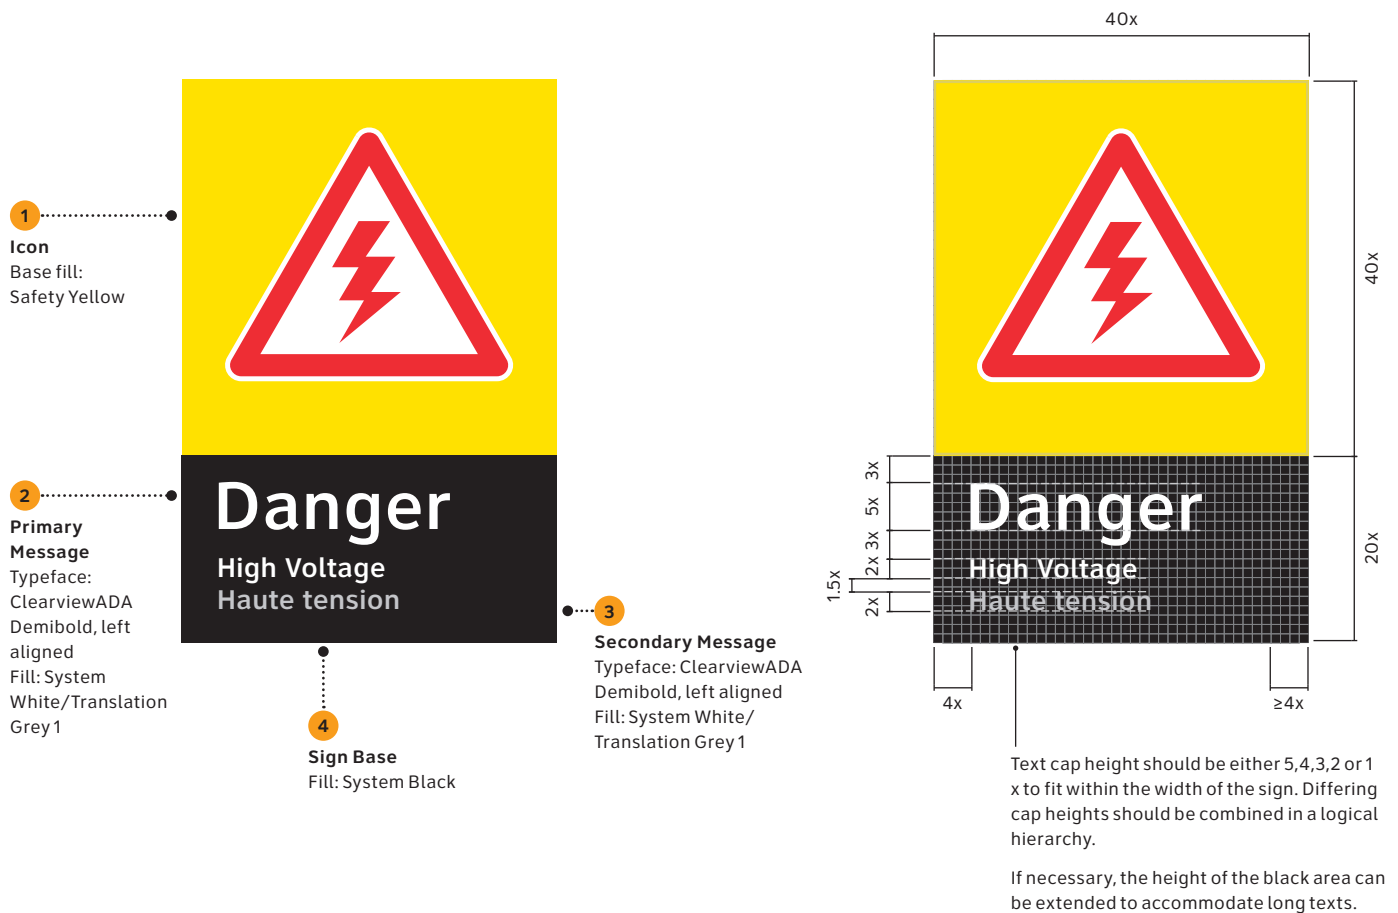 1
Icon
Base fill:
Safety Yellow
2
Primary
Message
Typeface:
ClearviewADA
Demibold, left
aligned
Fill: System
White/Translation
Grey 1
Danger
High Voltage
Haute tension
3
Secondary Message
Typeface: ClearviewADA
Demibold, left aligned
Fill: System White/
Translation Grey 1
4
Sign Base
Fill: System Black
40x
40x
20x
3x
5x
3x
2x
1.5x
2x
Danger
High Voltage
Haute tension
4x
≥4x
Text cap height should be either 5,4,3,2 or 1
x to fit within the width of the sign. Differing
cap heights should be combined in a logical
hierarchy.
If necessary, the height of the black area can
be extended to accommodate long texts.